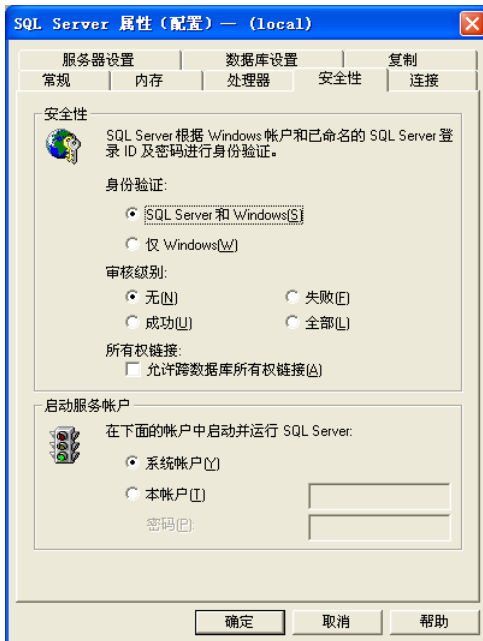 SQL Server 属性(配置) — (local)
服务器设置 数据库设置 复制
常规 内存 处理器 安全性 连接
安全性
SQL Server 根据 Windows 帐户和已命名的 SQL Server 登
录 ID 及密码进行身份验证。
身份验证:
SQL Server 和 Windows(S)
仅 Windows(W)
审核级别:
无(N) 失败(F)
成功(U) 全部(L)
所有权链接:
允许跨数据库所有权链接(A)
启动服务帐户
在下面的帐户中启动并运行 SQL Server:
系统帐户(Y)
本帐户(T)
密码(P):
确定 取消 帮助